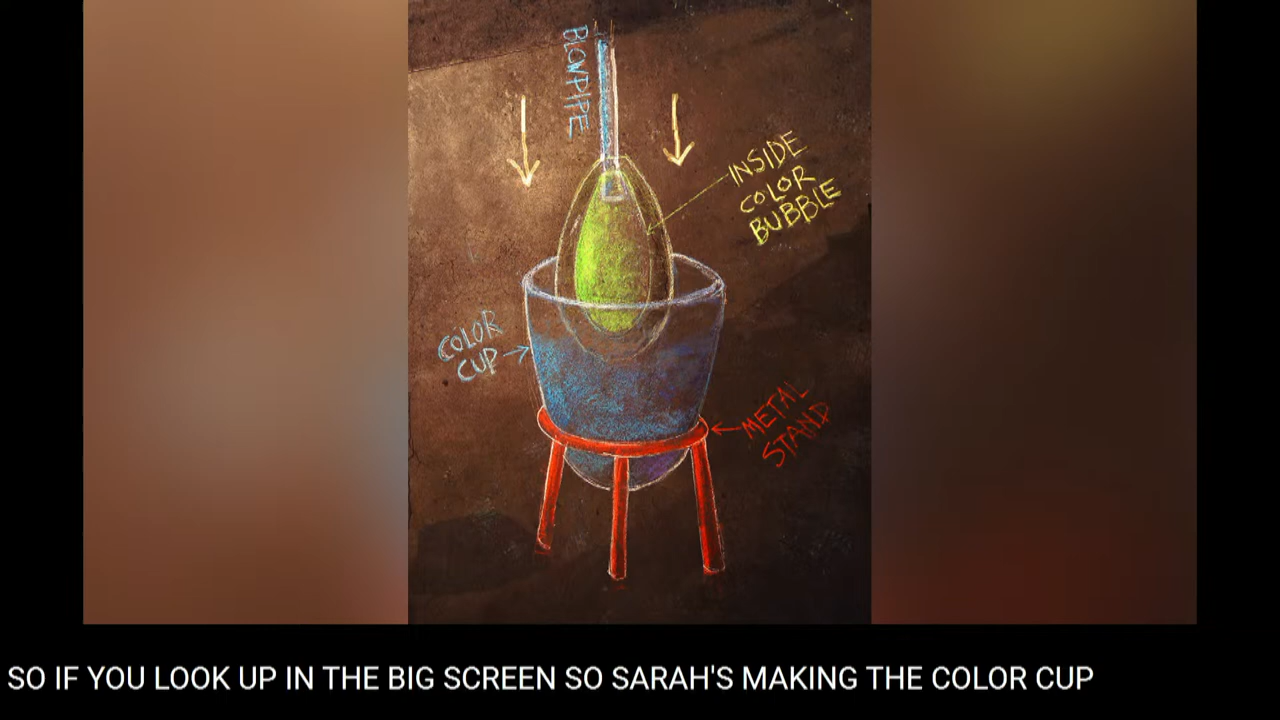 BLOWPIPE
INSIDE
COLOR
BUBBLE
COLOR
CUP
METAL
STAND
SO IF YOU LOOK UP IN THE BIG SCREEN SO SARAH'S MAKING THE COLOR CUP